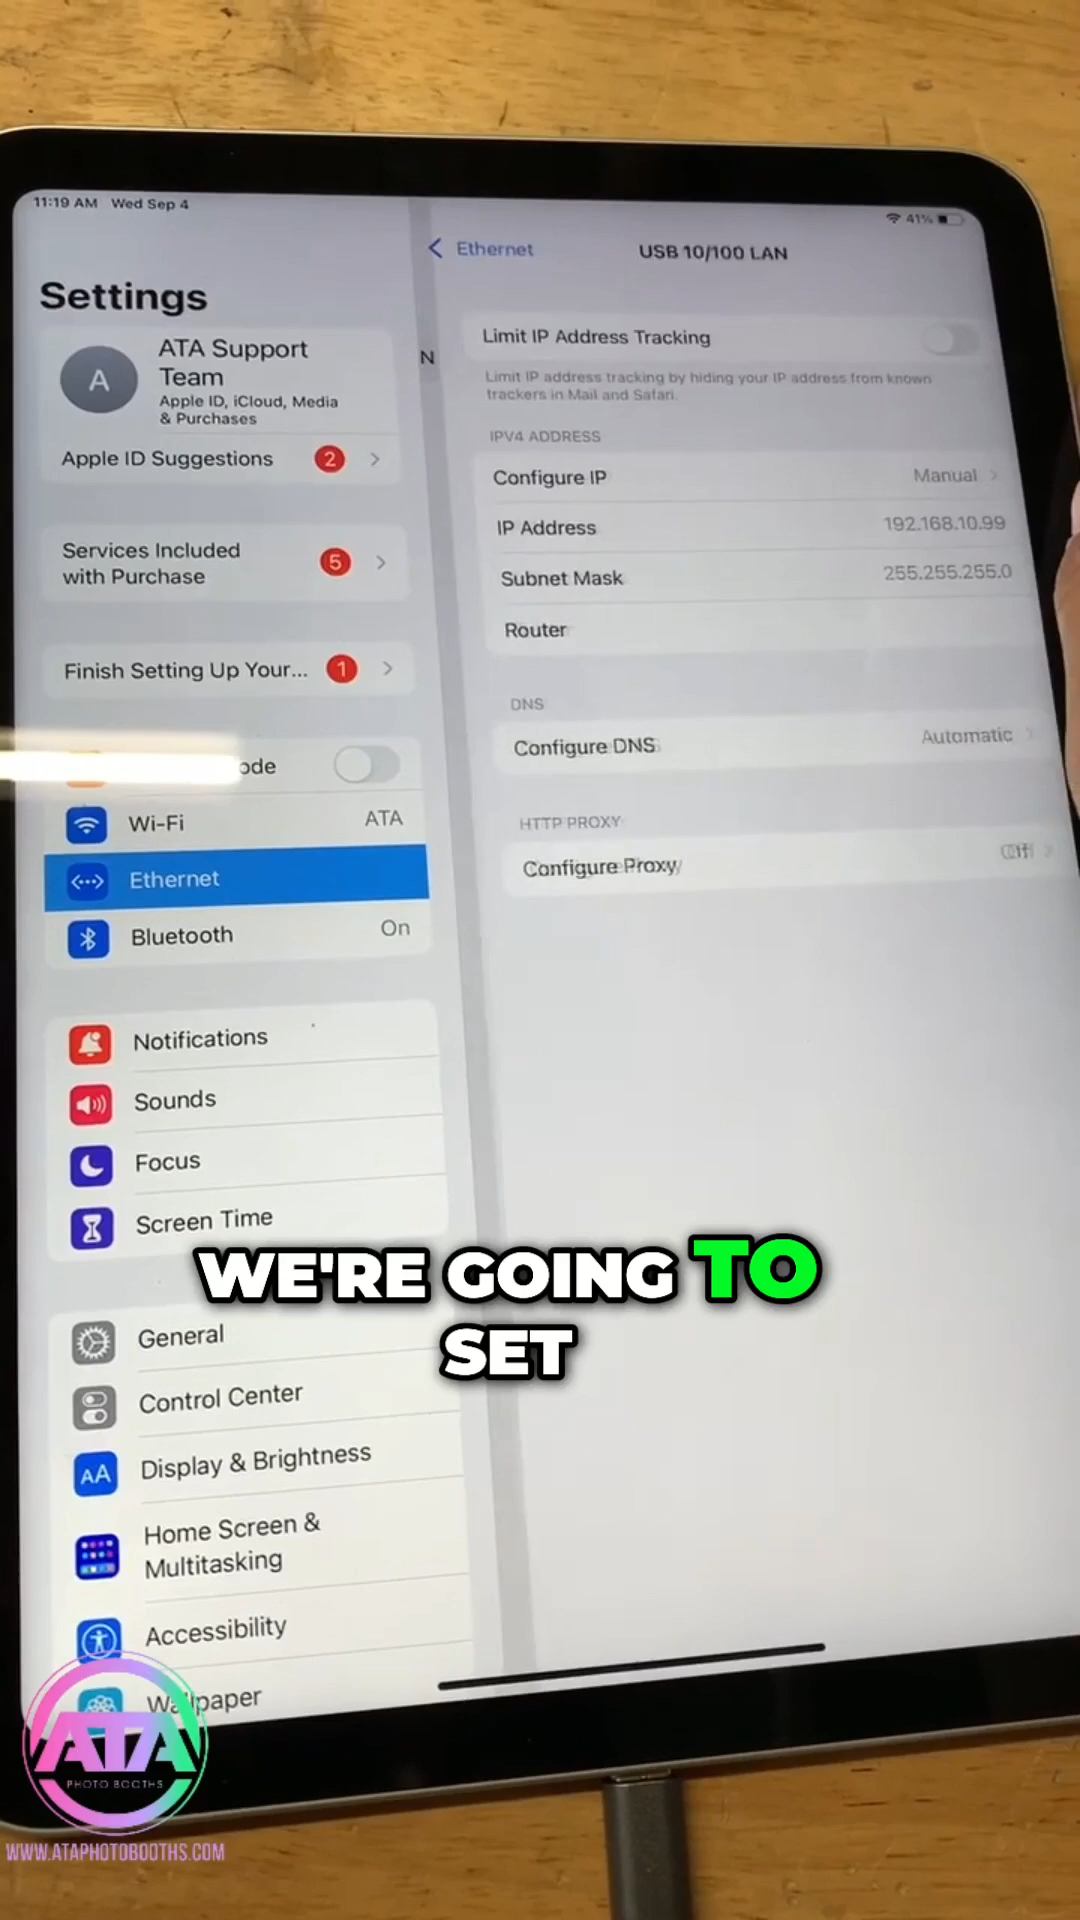 11:19 AM Wed Sep 4
41%
Settings
A
ATA Support
Team
Apple ID, iCloud, Media
& Purchases
Apple ID Suggestions 2
Services Included
with Purchase
5
Finish Setting Up Your... 1
ode
Wi-Fi ATA
Ethernet
Bluetooth On
Notifications
Sounds
Focus
Screen Time
General
Control Center
AA Display & Brightness
Home Screen &
Multitasking
Accessibility
Wallpaper
N
Ethernet USB 10/100 LAN
Limit IP Address Tracking
Limit IP address tracking by hiding your IP address from known
trackers in Mail and Safari.
IPV4 ADDRESS
Configure IP Manual
IP Address 192.168.10.99
Subnet Mask 255.255.255.0
Router
DNS
Configure DNS Automatic
HTTP PROXY
Configure Proxy
WE'RE GOING TO
SET
ATA
PHOTO BOOTHS
WWW.ATAPHOTOBOOTHS.COM